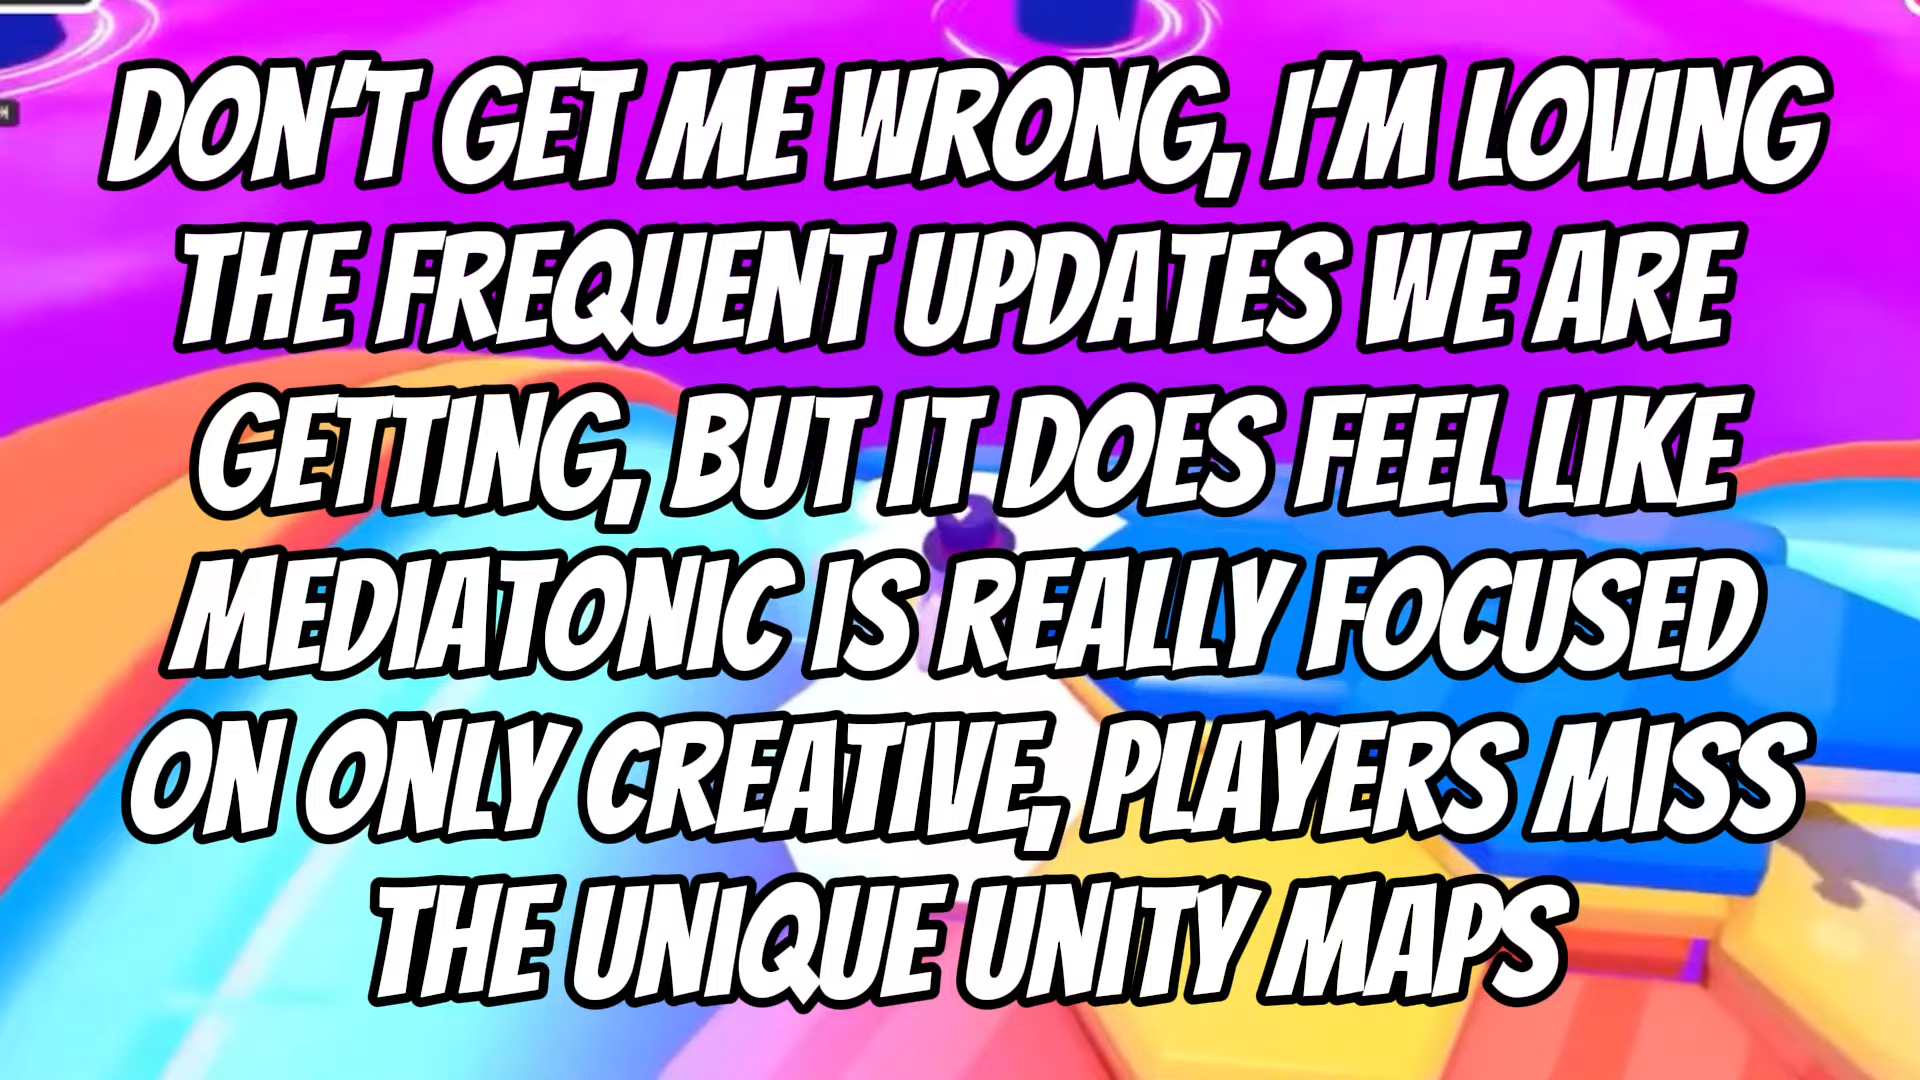 DON'T GET ME WRONG, I'M LOVING
THE FREQUENT UPDATES WE ARE
GETTING, BUT IT DOES FEEL LIKE
MEDIATONIC IS REALLY FOCUSED
ON ONLY CREATIVE, PLAYERS MISS
THE UNIQUE UNITY MAPS